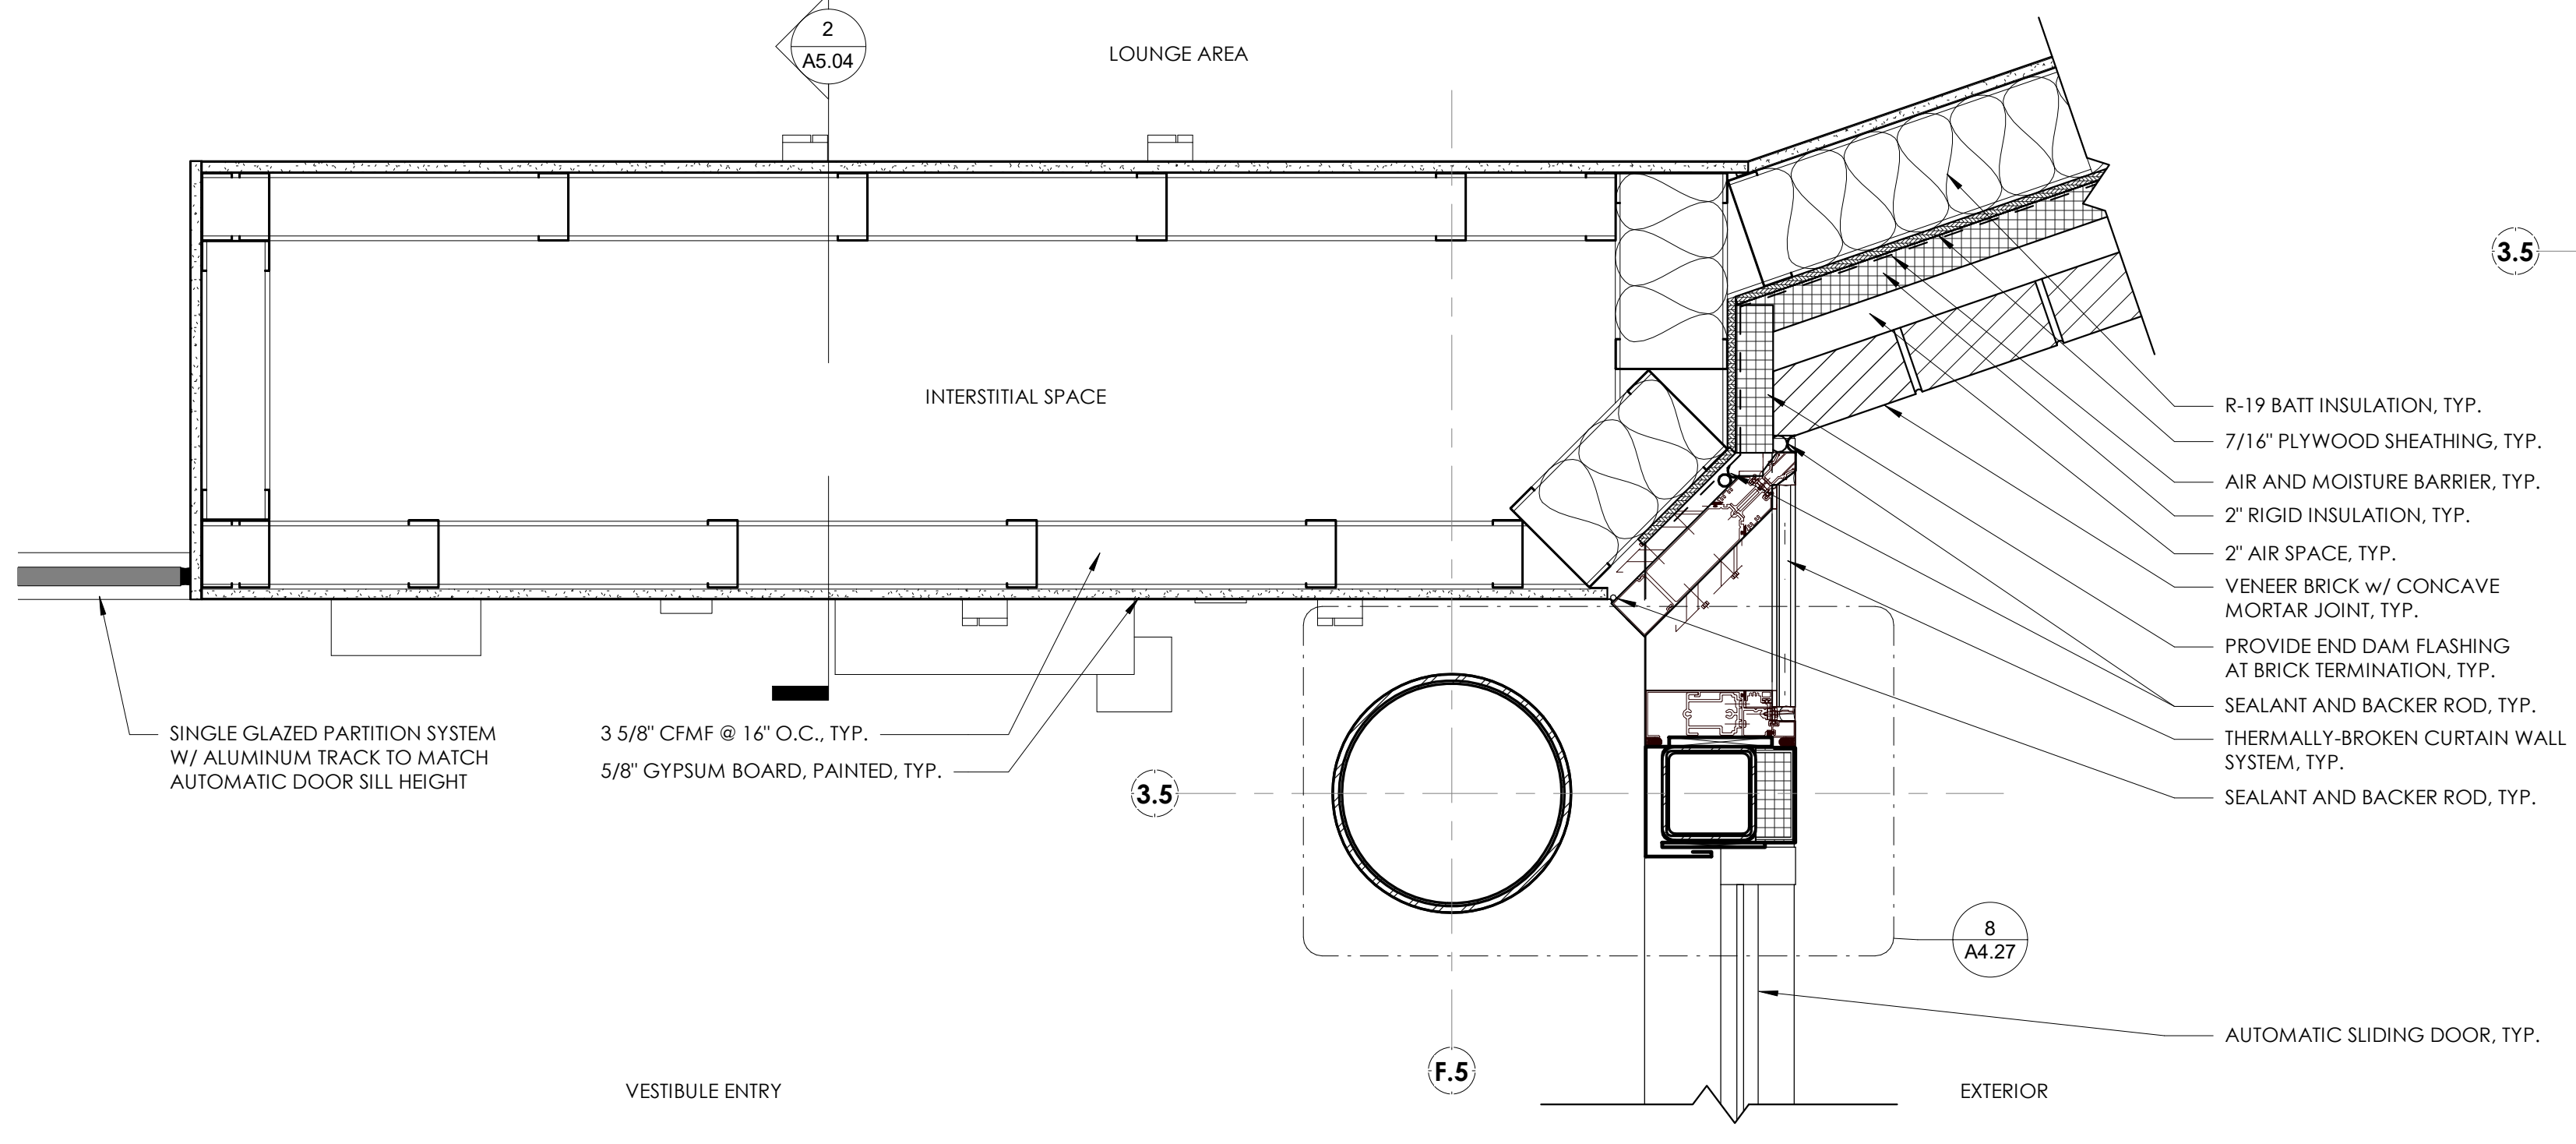 2
A5.04
LOUNGE AREA
3.5
INTERSTITIAL SPACE
R-19 BATT INSULATION, TYP.
7/16" PLYWOOD SHEATHING, TYP.
AIR AND MOISTURE BARRIER, TYP.
2" RIGID INSULATION, TYP.
2" AIR SPACE, TYP.
VENEER BRICK w/ CONCAVE
MORTAR JOINT, TYP.
PROVIDE END DAM FLASHING
AT BRICK TERMINATION, TYP.
SEALANT AND BACKER ROD, TYP.
THERMALLY-BROKEN CURTAIN WALL
SYSTEM, TYP.
SEALANT AND BACKER ROD, TYP.
SINGLE GLAZED PARTITION SYSTEM
W/ ALUMINUM TRACK TO MATCH
AUTOMATIC DOOR SILL HEIGHT
3 5/8" CFMF @ 16" O.C., TYP.
5/8" GYPSUM BOARD, PAINTED, TYP.
3.5
8
A4.27
AUTOMATIC SLIDING DOOR, TYP.
F.5
VESTIBULE ENTRY
EXTERIOR